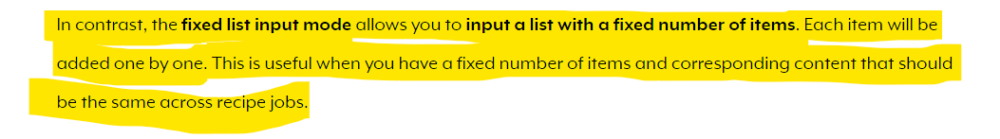 In contrast, the fixed list input mode allows you to input a list with a fixed number of items. Each item will be
added one by one. This is useful when you have a fixed number of items and corresponding content that should
be the same across recipe jobs.